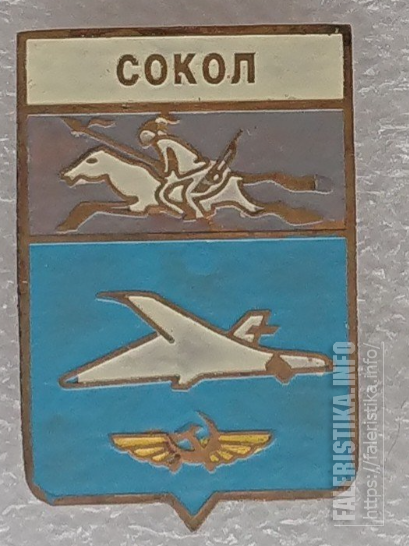 СОКОЛ
FALERISTIKA.INFO
https://faleristika.info/